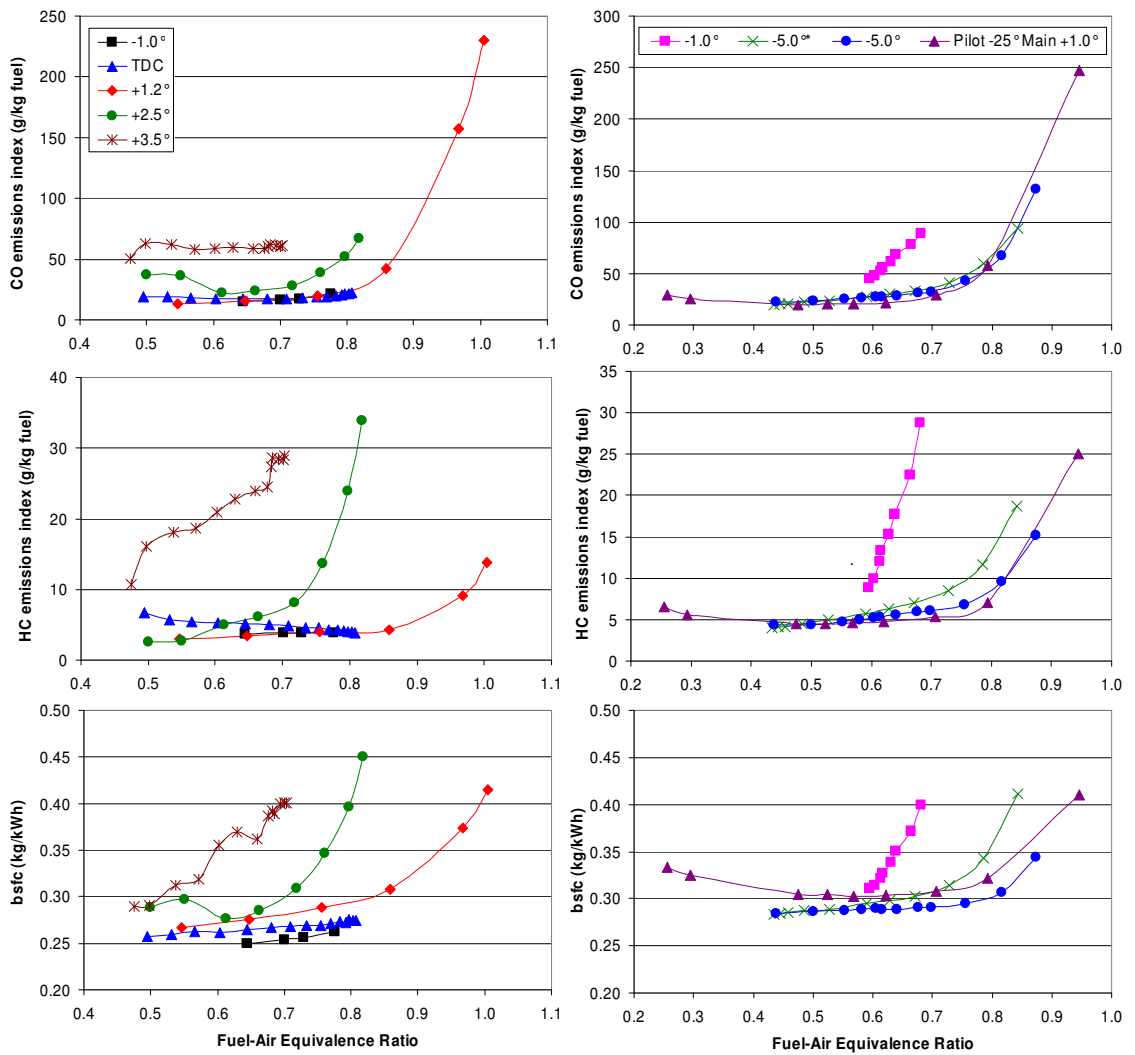 CO emissions index (g/kg fuel)
250
200
150
100
50
0
-1.0°
TDC
+1.2°
+2.5°
+3.5°
0.4 0.5 0.6 0.7 0.8 0.9 1.0 1.1
CO emissions index (g/kg fuel)
300
250
200
150
100
50
0
-1.0° -5.0°* -5.0° Pilot -25° Main +1.0°
0.2 0.3 0.4 0.5 0.6 0.7 0.8 0.9 1.0
HC emissions index (g/kg fuel)
40
30
20
10
0
0.4 0.5 0.6 0.7 0.8 0.9 1.0 1.1
HC emissions index (g/kg fuel)
35
30
25
20
15
10
5
0
0.2 0.3 0.4 0.5 0.6 0.7 0.8 0.9 1.0
bsfc (kg/kWh)
0.50
0.45
0.40
0.35
0.30
0.25
0.20
0.4 0.5 0.6 0.7 0.8 0.9 1.0 1.1
Fuel-Air Equivalence Ratio
bsfc (kg/kWh)
0.50
0.45
0.40
0.35
0.30
0.25
0.20
0.2 0.3 0.4 0.5 0.6 0.7 0.8 0.9 1.0
Fuel-Air Equivalence Ratio